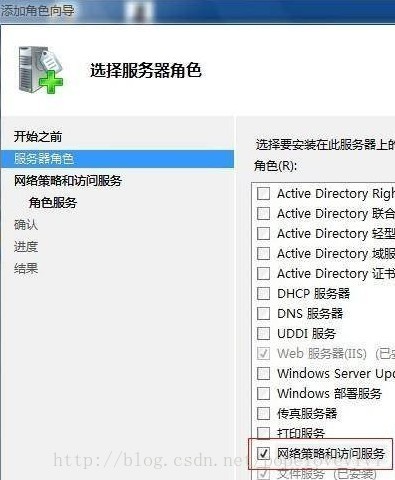 添加角色向导
选择服务器角色
开始之前
服务器角色
网络策略和访问服务
角色服务
确认
进度
结果
选择要安装在此服务器上的
角色(R):
Active Directory Righ
Active Directory 联合
Active Directory 轻型
Active Directory 域服
Active Directory 证书
DHCP 服务器
DNS 服务器
UDDI 服务
Web 服务器(IIS) (已安
Windows Server Upd
Windows 部署服务
传真服务器
打印服务
网络策略和访问服务
文件服务 (已安装)